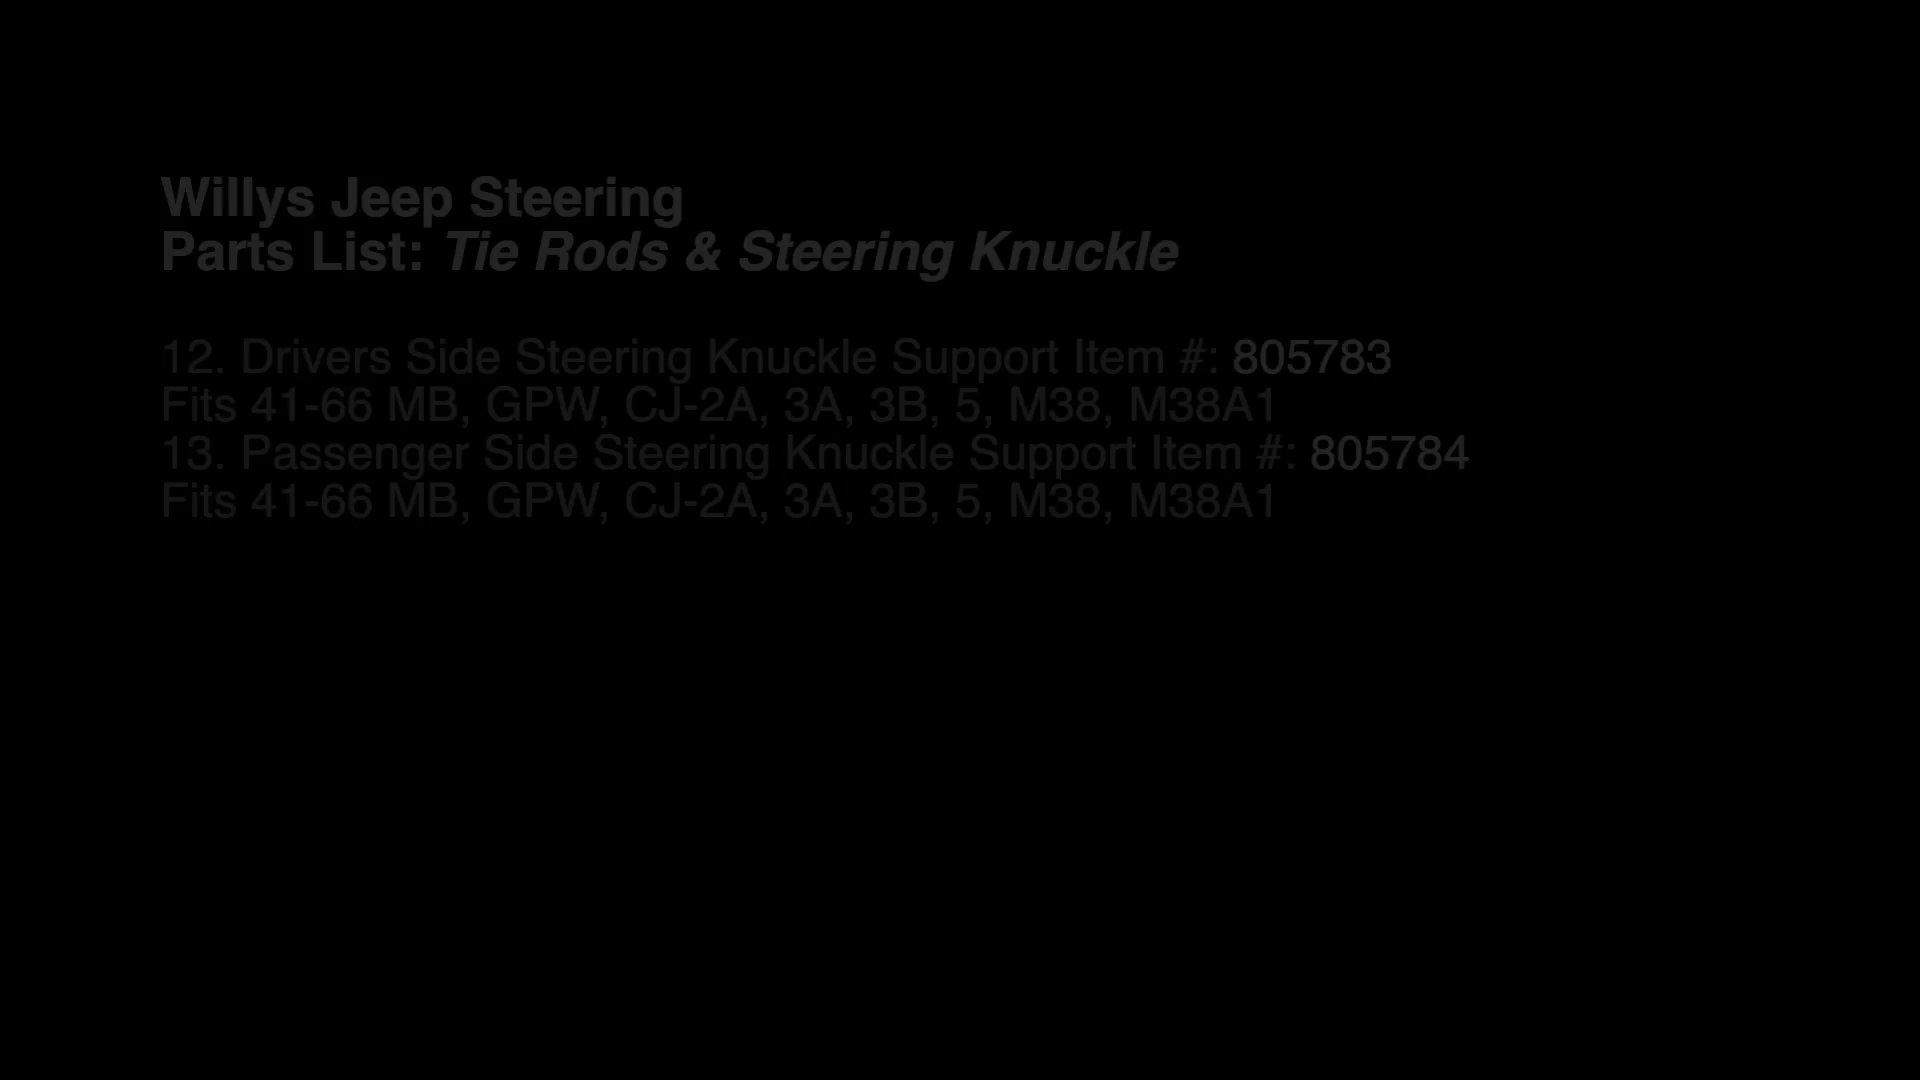 Willys Jeep Steering
Parts List: Tie Rods & Steering Knuckle
12. Drivers Side Steering Knuckle Support Item #: 805783
Fits 41-66 MB, GPW, CJ-2A, 3A, 3B, 5, M38, M38A1
13. Passenger Side Steering Knuckle Support Item #: 805784
Fits 41-66 MB, GPW, CJ-2A, 3A, 3B, 5, M38, M38A1